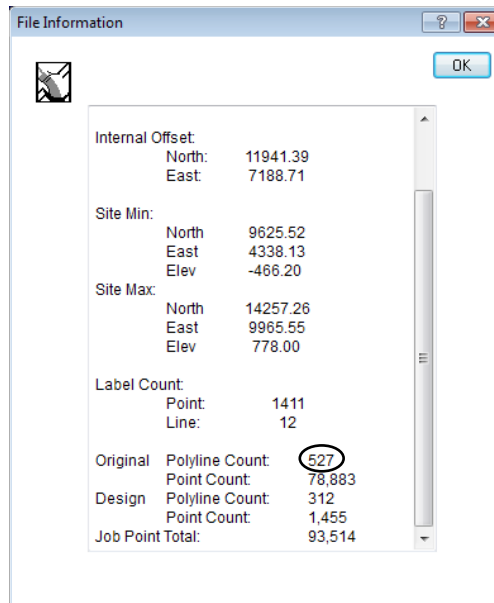 File Information
OK
Internal Offset:
North: 11941.39
East: 7188.71
Site Min:
North 9625.52
East 4338.13
Elev -466.20
Site Max:
North 14257.26
East 9965.55
Elev 778.00
Label Count:
Point: 1411
Line: 12
Original Polyline Count: 527
Point Count: 78,883
Design Polyline Count: 312
Point Count: 1,455
Job Point Total: 93,514